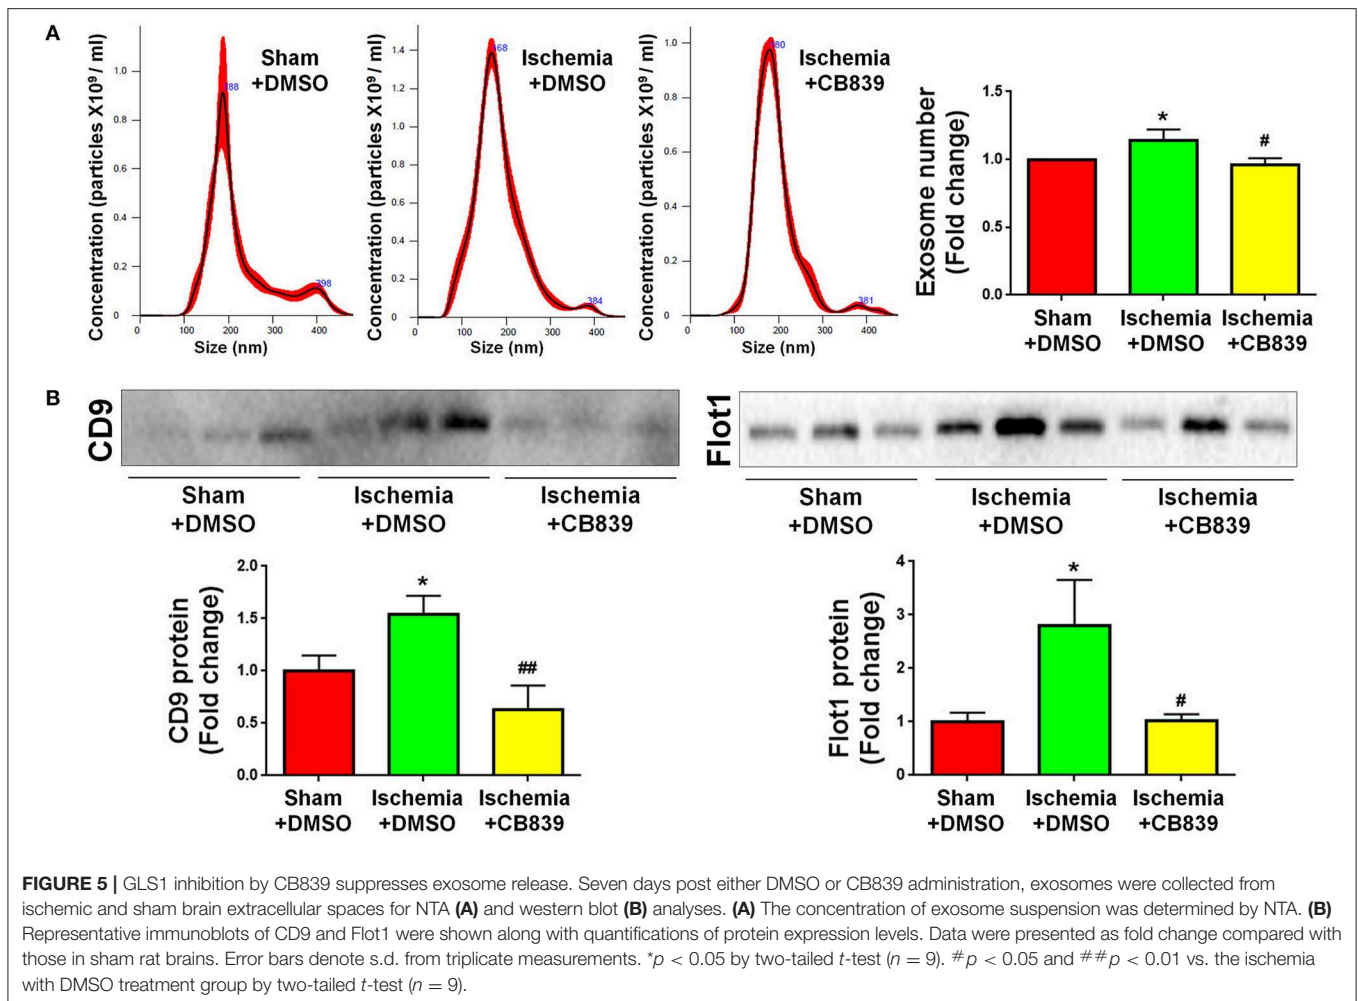 A
Concentration (particles X10⁹ / ml)
1.0
0.8
0.6
0.4
0.2
0
Sham
+DMSO
188
298
0 100 200 300 400
Size (nm)
Concentration (particles X10⁹ / ml)
1.4
1.2
1.0
0.8
0.6
0.4
0.2
0
Ischemia
+DMSO
168
384
0 100 200 300 400
Size (nm)
Concentration (particles X10⁹ / ml)
1.0
0.8
0.6
0.4
0.2
0
Ischemia
+CB839
180
381
0 100 200 300 400
Size (nm)
Exosome number
(Fold change)
1.5
1.0
0.5
0.0
*
#
Sham Ischemia Ischemia
+DMSO +DMSO +CB839
B
CD9
Sham Ischemia Ischemia
+DMSO +DMSO +CB839
Flot1
Sham Ischemia Ischemia
+DMSO +DMSO +CB839
CD9 protein
(Fold change)
2.0
1.5
1.0
0.5
0.0
*
##
Sham Ischemia Ischemia
+DMSO +DMSO +CB839
Flot1 protein
(Fold change)
4
3
2
1
0
*
#
Sham Ischemia Ischemia
+DMSO +DMSO +CB839
FIGURE 5 | GLS1 inhibition by CB839 suppresses exosome release. Seven days post either DMSO or CB839 administration, exosomes were collected from
ischemic and sham brain extracellular spaces for NTA (A) and western blot (B) analyses. (A) The concentration of exosome suspension was determined by NTA. (B)
Representative immunoblots of CD9 and Flot1 were shown along with quantifications of protein expression levels. Data were presented as fold change compared with
those in sham rat brains. Error bars denote s.d. from triplicate measurements. *p < 0.05 by two-tailed t-test (n = 9). #p < 0.05 and ##p < 0.01 vs. the ischemia
with DMSO treatment group by two-tailed t-test (n = 9).